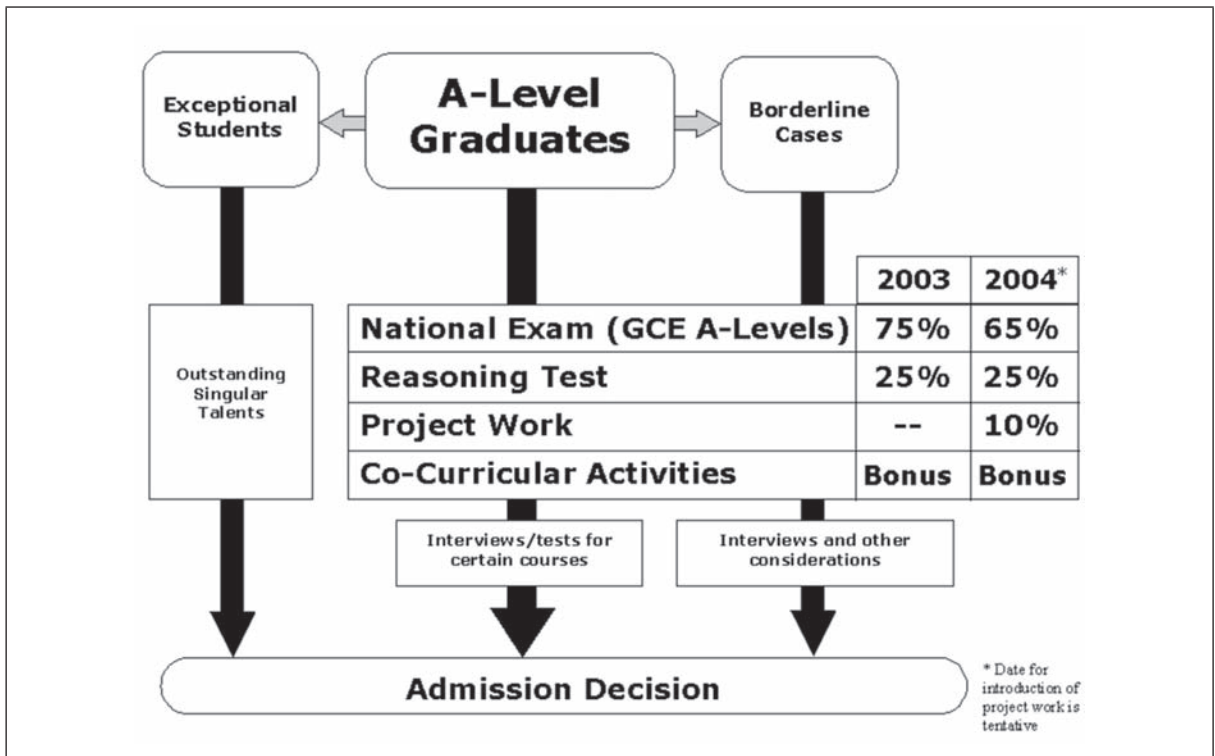 Exceptional
Students
A-Level
Graduates
Borderline
Cases
2003 2004*
National Exam (GCE A-Levels) 75% 65%
Reasoning Test 25% 25%
Project Work -- 10%
Co-Curricular Activities Bonus Bonus
Outstanding
Singular
Talents
Interviews/tests for
certain courses
Interviews and other
considerations
Admission Decision
* Date for
introduction of
project work is
tentative